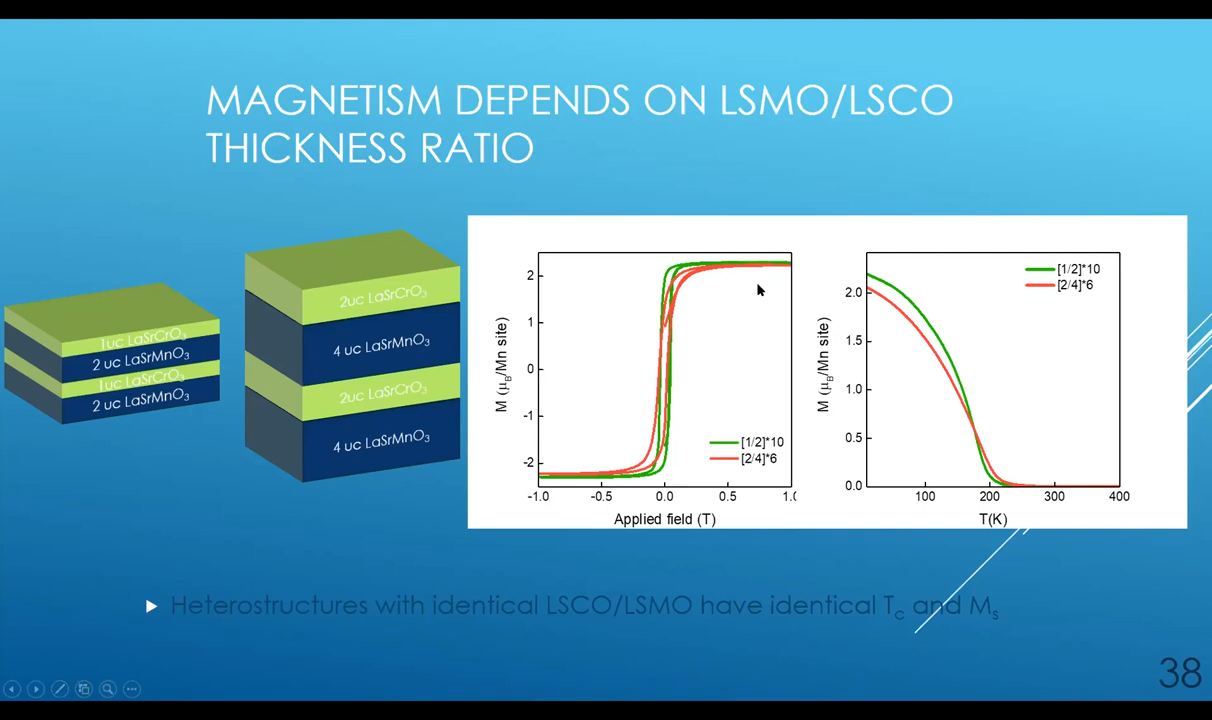 MAGNETISM DEPENDS ON LSMO/LSCO
THICKNESS RATIO
1uc LaSrCrO₃
2 uc LaSrMnO₃
1uc LaSrCrO₃
2 uc LaSrMnO₃
2uc LaSrCrO₃
4 uc LaSrMnO₃
2uc LaSrCrO₃
4 uc LaSrMnO₃
M (μ_B/Mn site)
2
1
0
-1
-2
[1/2]*10
[2/4]*6
-1.0 -0.5 0.0 0.5 1.0
Applied field (T)
M (μ_B/Mn site)
2.0
1.5
1.0
0.5
0.0
[1/2]*10
[2/4]*6
100 200 300 400
T(K)
Heterostructures with identical LSCO/LSMO have identical T_c and M_s
38